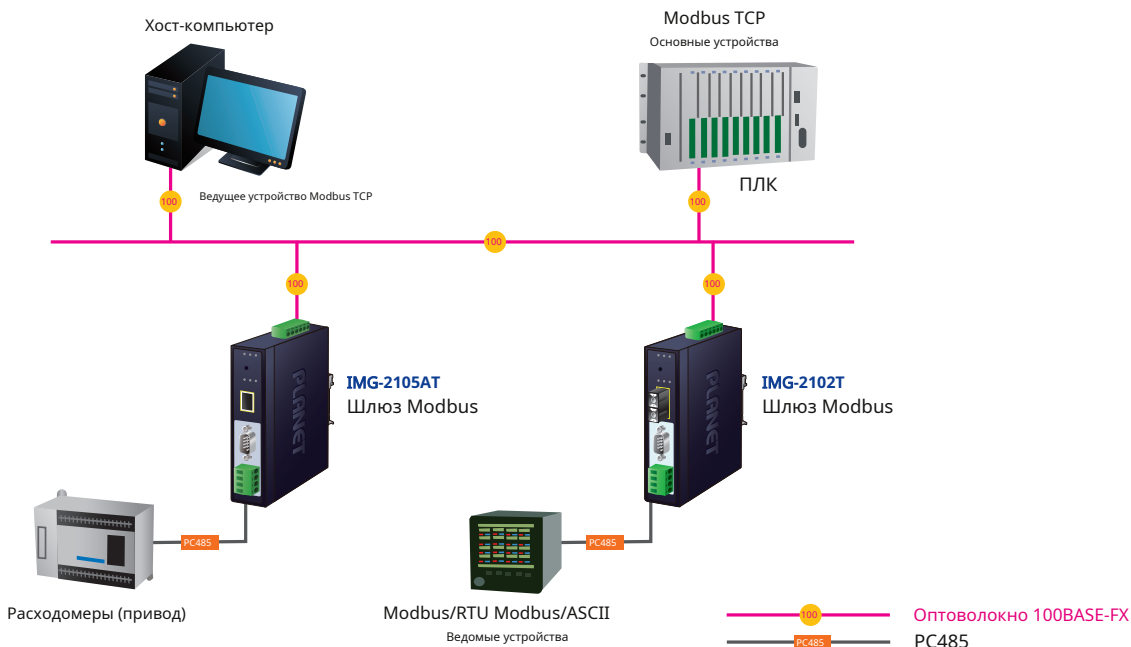 Хост-компьютер
Modbus TCP
Основные устройства
ПЛК
Ведущее устройство Modbus TCP
100
100
100
100
100
PLANET
IMG-2105AT
Шлюз Modbus
PLANET
IMG-2102T
Шлюз Modbus
РС485
РС485
Расходомеры (привод)
Modbus/RTU Modbus/ASCII
Ведомые устройства
100
Оптоволокно 100BASE-FX
РС485
РС485